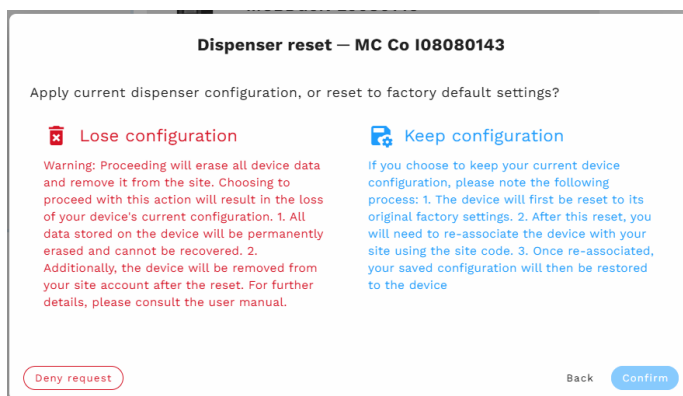 Dispenser reset — MC Co I08080143
Apply current dispenser configuration, or reset to factory default settings?
Lose configuration
Warning: Proceeding will erase all device data
and remove it from the site. Choosing to
proceed with this action will result in the loss
of your device's current configuration. 1. All
data stored on the device will be permanently
erased and cannot be recovered. 2.
Additionally, the device will be removed from
your site account after the reset. For further
details, please consult the user manual.
Keep configuration
If you choose to keep your current device
configuration, please note the following
process: 1. The device will first be reset to its
original factory settings. 2. After this reset, you
will need to re-associate the device with your
site using the site code. 3. Once re-associated,
your saved configuration will then be restored
to the device
Deny request
Back
Confirm